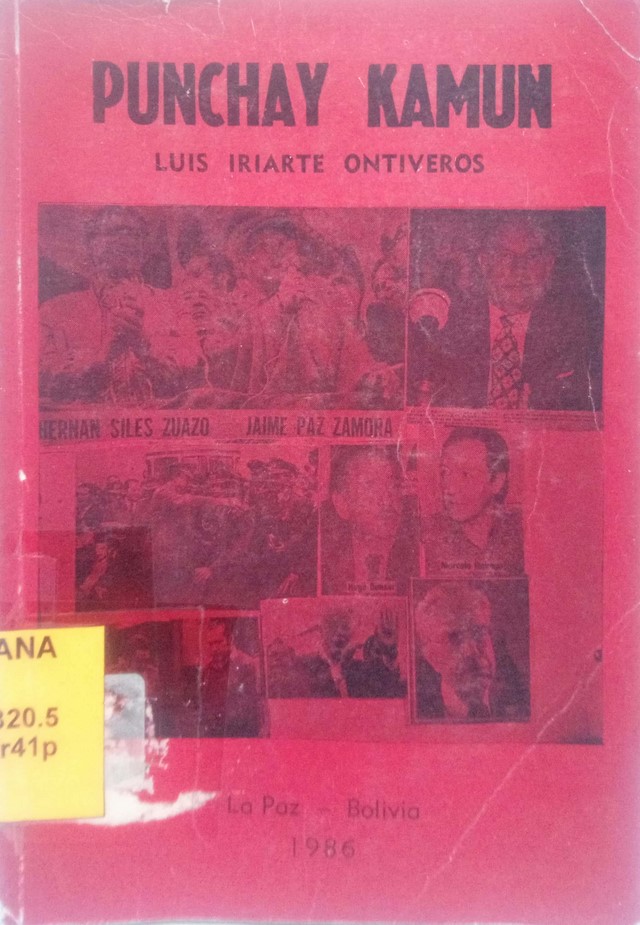 PUNCHAY KAMUN
LUIS IRIARTE ONTIVEROS
HERNAN SILES ZUAZO JAIME PAZ ZAMORA
ANA
320.5
r41p
La Paz - Bolivia
1986